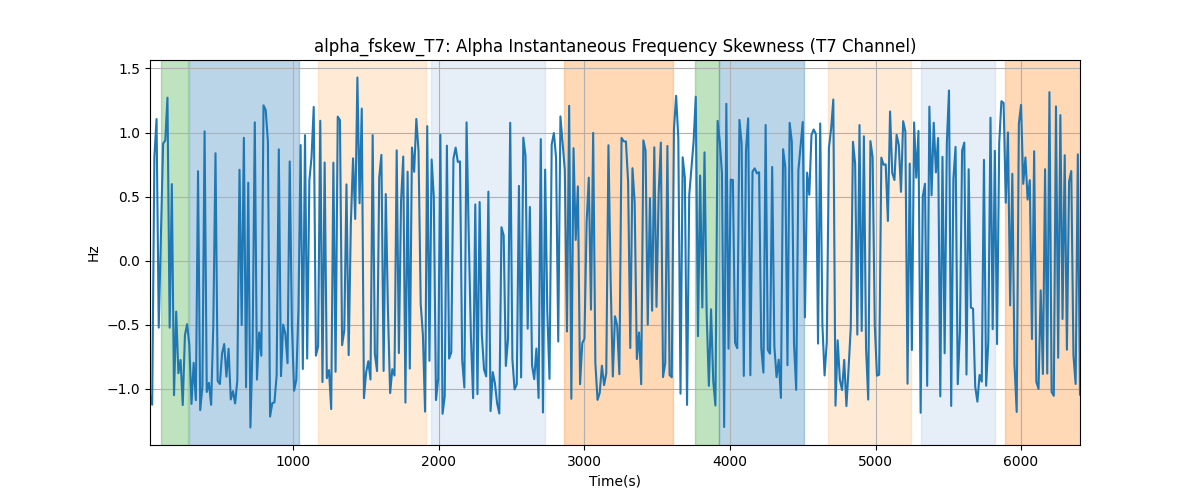 alpha_fskew_T7: Alpha Instantaneous Frequency Skewness (T7 Channel)
1.5
1.0
0.5
0.0
−0.5
−1.0
Hz
1000 2000 3000 4000 5000 6000
Time(s)